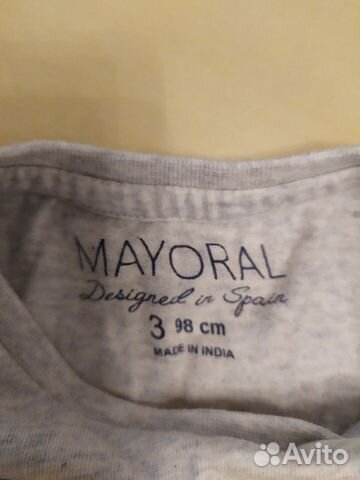 MAYORAL
Designed in Spain
3 98 cm
MADE IN INDIA
Avito